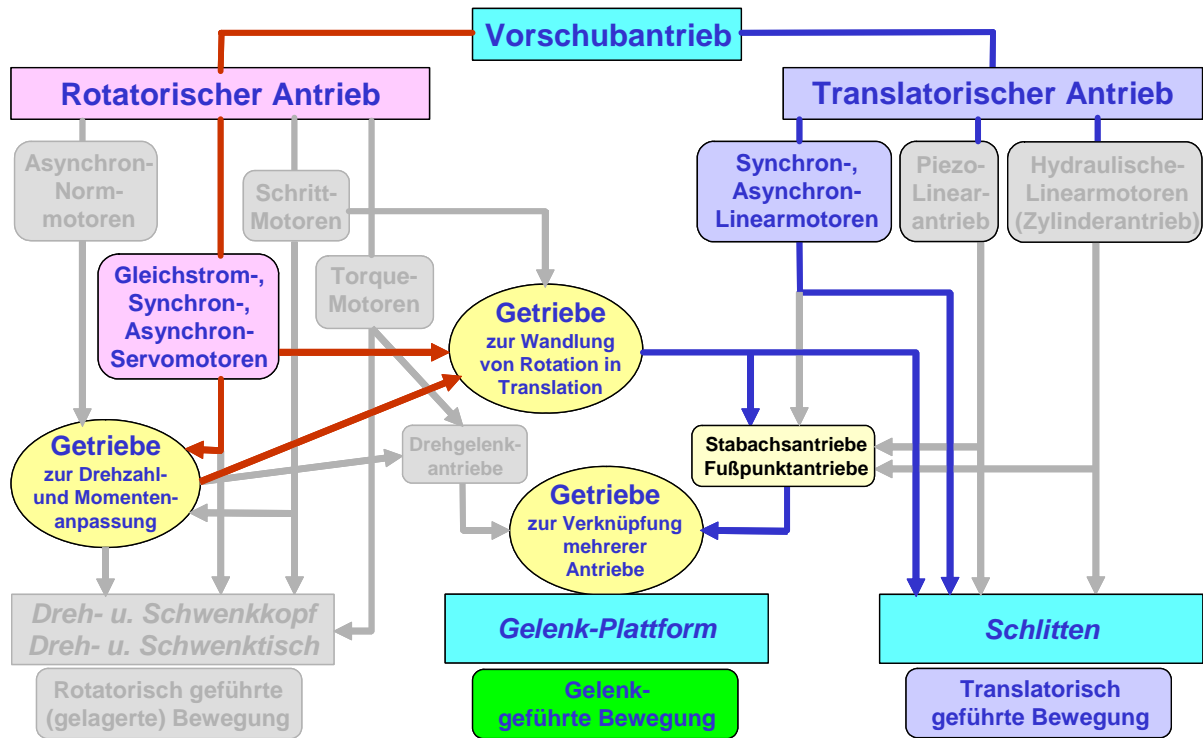 Vorschubantrieb
Rotatorischer Antrieb
Translatorischer Antrieb
Asynchron-
Norm-
motoren
Schritt-
Motoren
Synchron-,
Asynchron-
Linearmotoren
Piezo-
Linear-
antrieb
Hydraulische-
Linearmotoren
(Zylinderantrieb)
Gleichstrom-,
Synchron-,
Asynchron-
Servomotoren
Torque-
Motoren
Getriebe
zur Wandlung
von Rotation in
Translation
Getriebe
zur Drehzahl-
und Momenten-
anpassung
Drehgelenk-
antriebe
Stabachsantriebe
Fußpunktantriebe
Getriebe
zur Verknüpfung
mehrerer
Antriebe
Dreh- u. Schwenkkopf
Dreh- u. Schwenktisch
Gelenk-Plattform
Schlitten
Rotatorisch geführte
(gelagerte) Bewegung
Gelenk-
geführte Bewegung
Translatorisch
geführte Bewegung